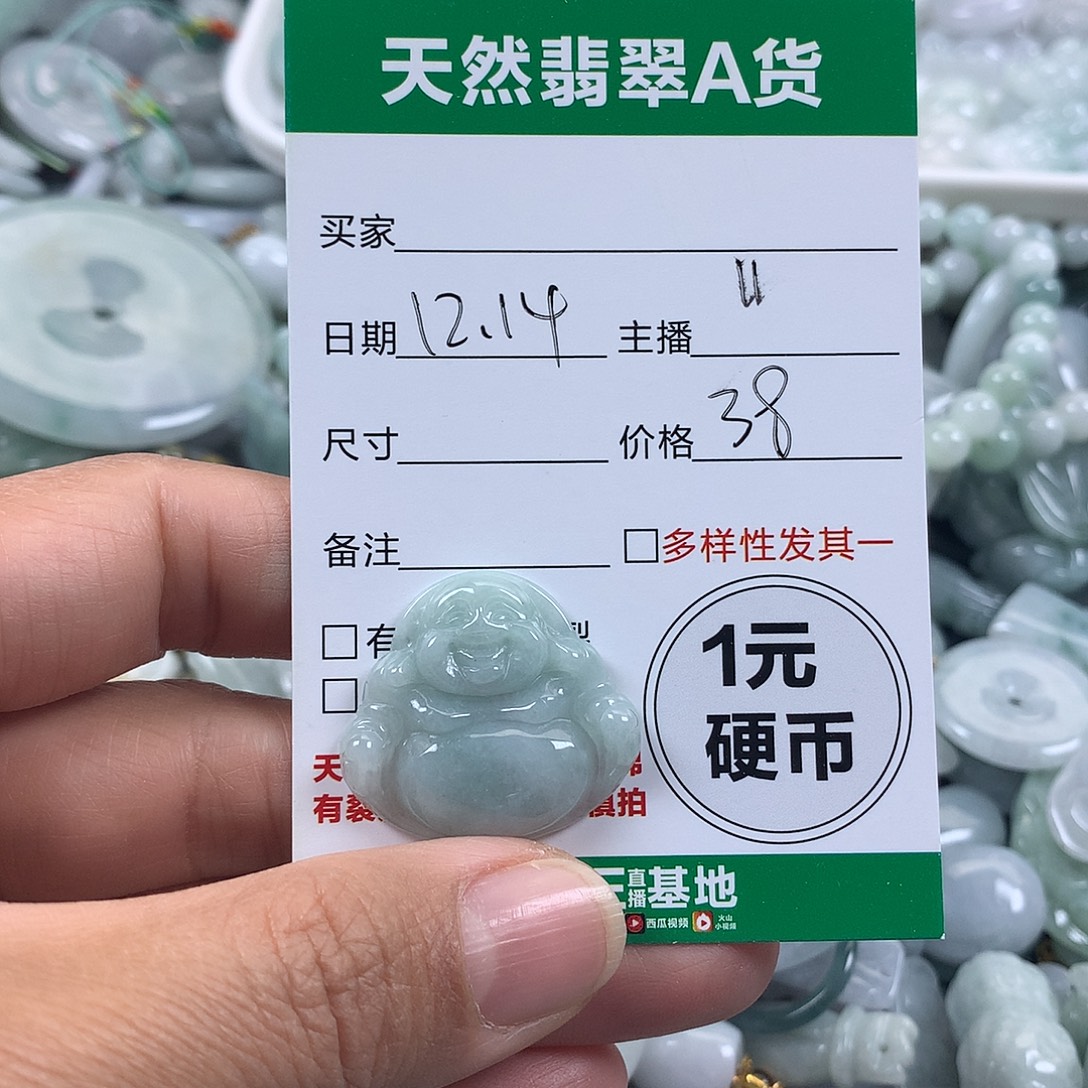 天然翡翠A货
买家
日期 12.14 主播
尺寸 价格 38
备注 □多样性发其一
□有
□
天
有裂 慎拍
1元
硬币
直播基地
西瓜视频 火山小视频